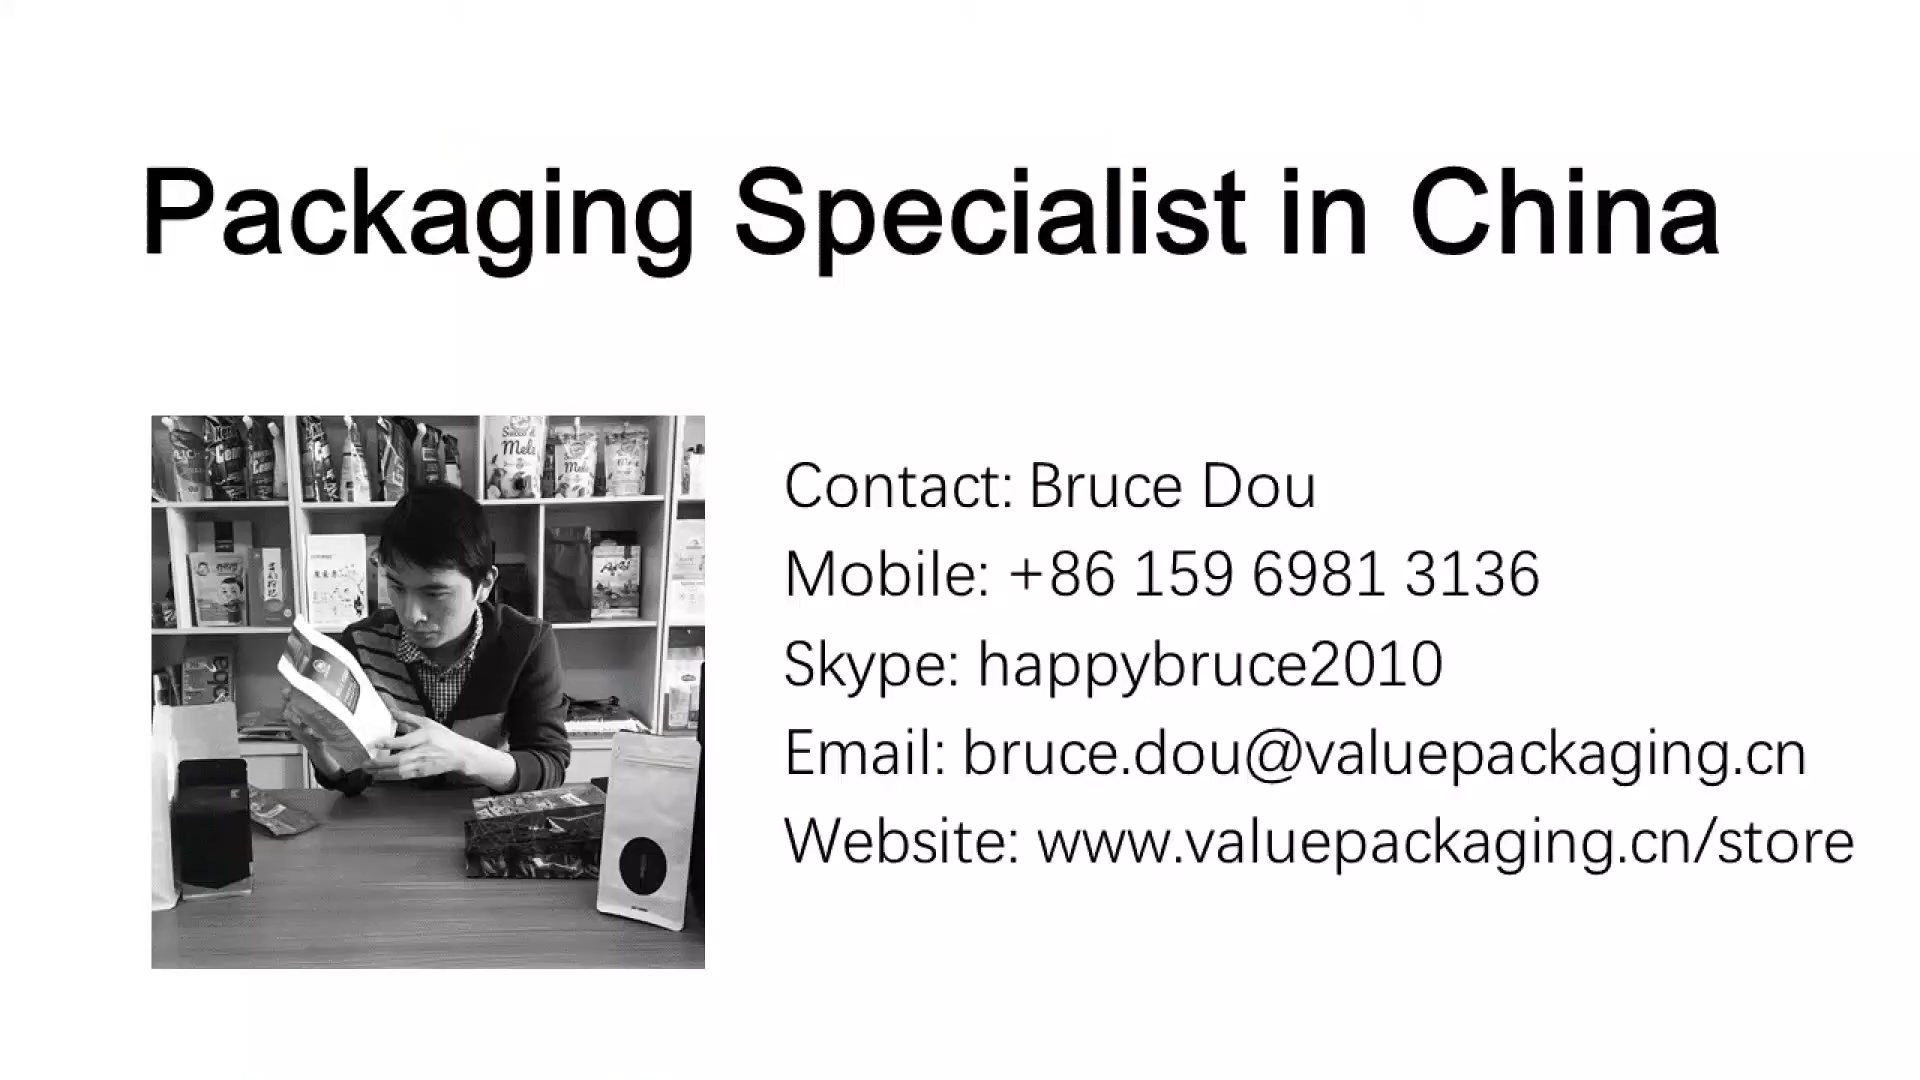 Packaging Specialist in China
Contact: Bruce Dou
Mobile: +86 159 6981 3136
Skype: happybruce2010
Email: bruce.dou@valuepackaging.cn
Website: www.valuepackaging.cn/store